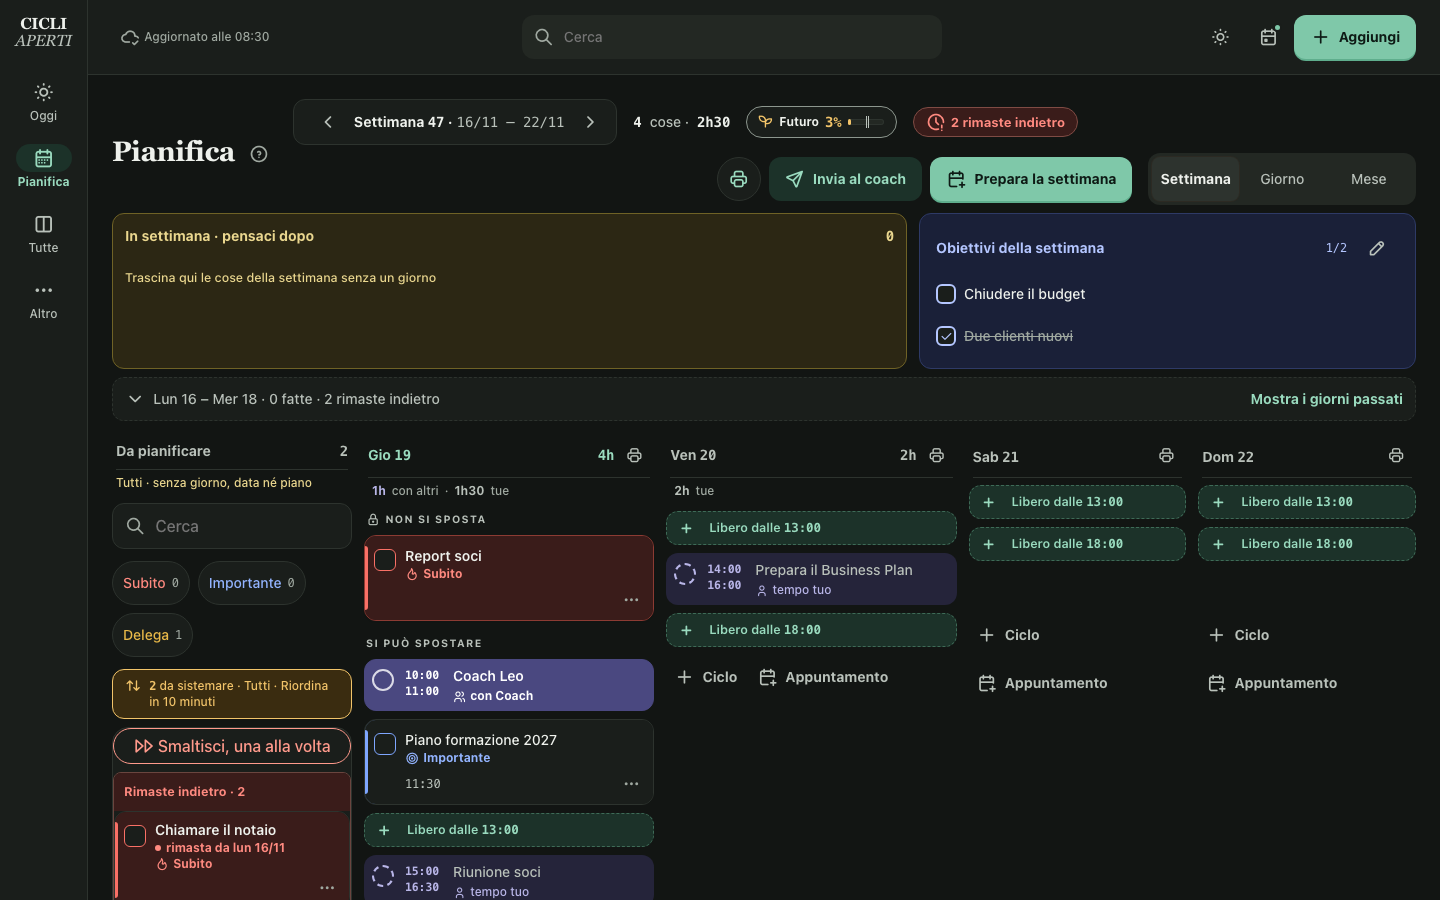 CICLI
APERTI
Aggiornato alle 08:30
Cerca
Aggiungi
Oggi
Pianifica
Tutte
Altro
Pianifica
Settimana 47 · 16/11 — 22/11
4 cose · 2h30
Futuro 3%
2 rimaste indietro
Invia al coach
Prepara la settimana
Settimana
Giorno
Mese
In settimana · pensaci dopo
0
Trascina qui le cose della settimana senza un giorno
Obiettivi della settimana
1/2
Chiudere il budget
Due clienti nuovi
Lun 16 – Mer 18 · 0 fatte · 2 rimaste indietro
Mostra i giorni passati
Da pianificare
2
Tutti · senza giorno, data né piano
Cerca
Subito 0
Importante 0
Delega 1
2 da sistemare · Tutti · Riordina
in 10 minuti
Smaltisci, una alla volta
Rimaste indietro · 2
Chiamare il notaio
rimasta da lun 16/11
Subito
Gio 19
4h
1h con altri · 1h30 tue
NON SI SPOSTA
Report soci
Subito
SI PUÒ SPOSTARE
10:00
11:00
Coach Leo
con Coach
Piano formazione 2027
Importante
11:30
Libero dalle 13:00
15:00
16:30
Riunione soci
tempo tuo
Ven 20
2h
2h tue
Libero dalle 13:00
14:00
16:00
Prepara il Business Plan
tempo tuo
Libero dalle 18:00
Ciclo
Appuntamento
Sab 21
Libero dalle 13:00
Libero dalle 18:00
Ciclo
Appuntamento
Dom 22
Libero dalle 13:00
Libero dalle 18:00
Ciclo
Appuntamento